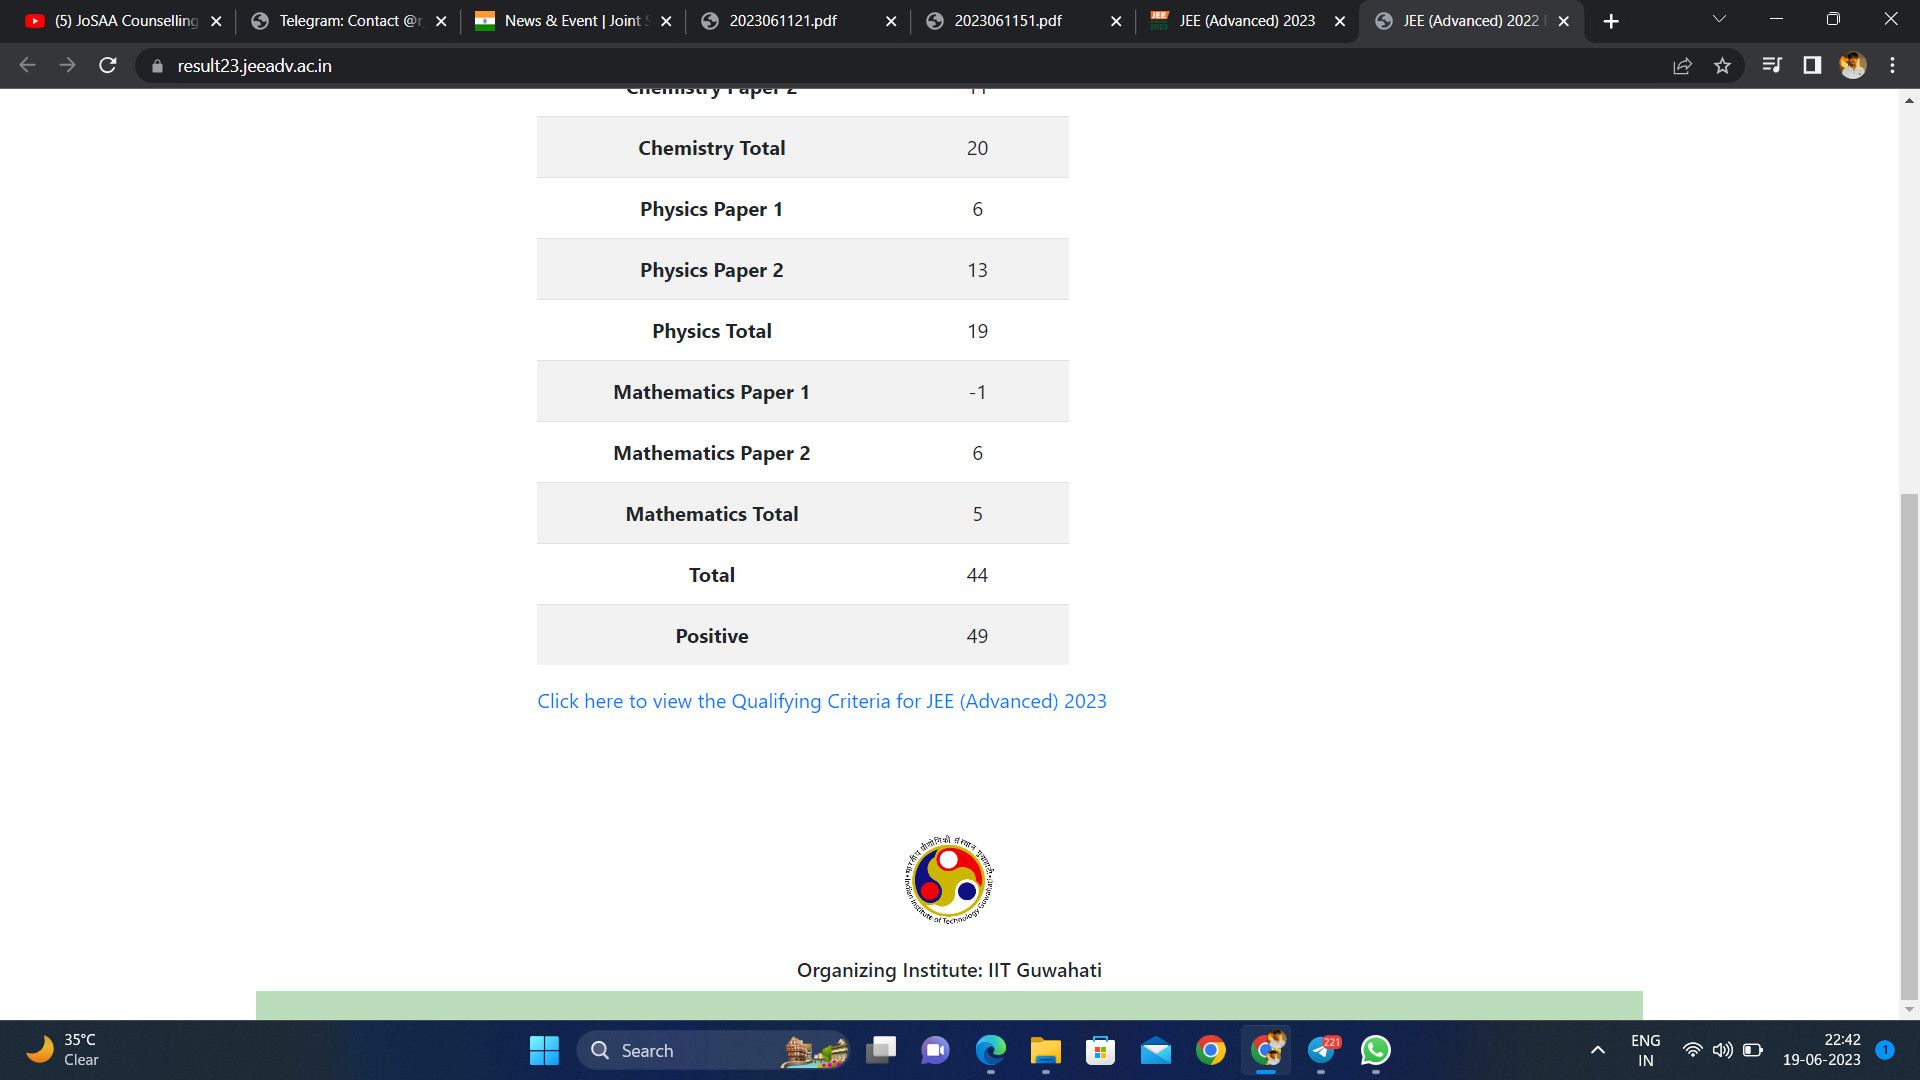 (5) JoSAA Counselling
Telegram: Contact @r
News & Event | Joint S
2023061121.pdf
2023061151.pdf
JEE (Advanced) 2023
JEE (Advanced) 2022
result23.jeeadv.ac.in
Chemistry Paper 2 11
Chemistry Total 20
Physics Paper 1 6
Physics Paper 2 13
Physics Total 19
Mathematics Paper 1 -1
Mathematics Paper 2 6
Mathematics Total 5
Total 44
Positive 49
Click here to view the Qualifying Criteria for JEE (Advanced) 2023
भारतीय प्रौद्योगिकी संस्थान गुवाहाटी
Indian Institute of Technology Guwahati
Organizing Institute: IIT Guwahati
35°C
Clear
Search
221
ENG
IN
22:42
19-06-2023
1